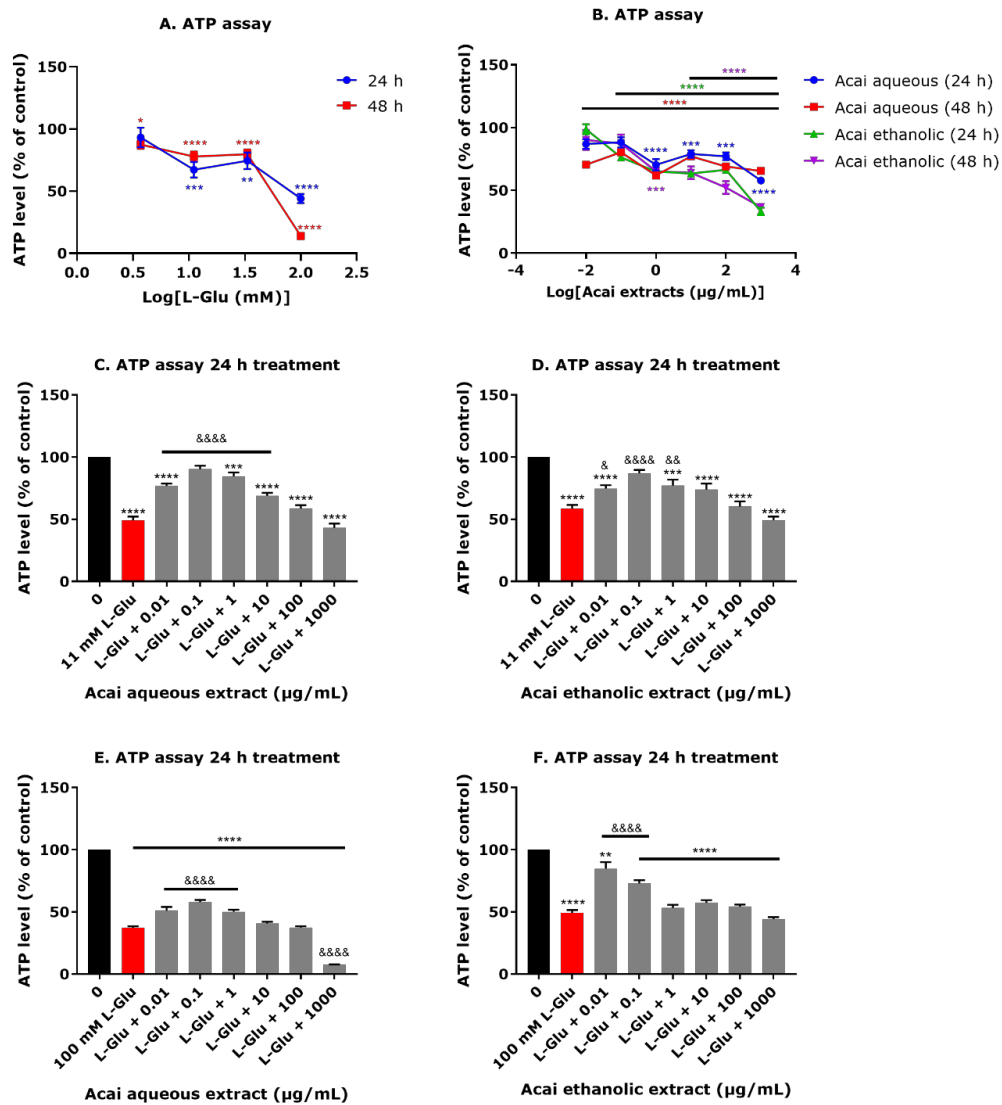 A. ATP assay
ATP level (% of control)
150
100
50
0
0.0
0.5
1.0
1.5
2.0
2.5
Log[L-Glu (mM)]
24 h
48 h
*
****
****
***
**
****
****
B. ATP assay
ATP level (% of control)
150
100
50
0
-4
-2
0
2
4
Log[Acai extracts (µg/mL)]
Acai aqueous (24 h)
Acai aqueous (48 h)
Acai ethanolic (24 h)
Acai ethanolic (48 h)
****
****
****
****
***
***
***
****
C. ATP assay 24 h treatment
ATP level (% of control)
150
100
50
0
&&&&
****
****
***
****
****
****
0
11 mM L-Glu
L-Glu + 0.01
L-Glu + 0.1
L-Glu + 1
L-Glu + 10
L-Glu + 100
L-Glu + 1000
Acai aqueous extract (µg/mL)
D. ATP assay 24 h treatment
ATP level (% of control)
150
100
50
0
&
&&&&
&&
****
****
***
****
****
****
0
11 mM L-Glu
L-Glu + 0.01
L-Glu + 0.1
L-Glu + 1
L-Glu + 10
L-Glu + 100
L-Glu + 1000
Acai ethanolic extract (µg/mL)
E. ATP assay 24 h treatment
ATP level (% of control)
150
100
50
0
****
&&&&
&&&&
0
100 mM L-Glu
L-Glu + 0.01
L-Glu + 0.1
L-Glu + 1
L-Glu + 10
L-Glu + 100
L-Glu + 1000
Acai aqueous extract (µg/mL)
F. ATP assay 24 h treatment
ATP level (% of control)
150
100
50
0
&&&&
**
****
****
0
100 mM L-Glu
L-Glu + 0.01
L-Glu + 0.1
L-Glu + 1
L-Glu + 10
L-Glu + 100
L-Glu + 1000
Acai ethanolic extract (µg/mL)